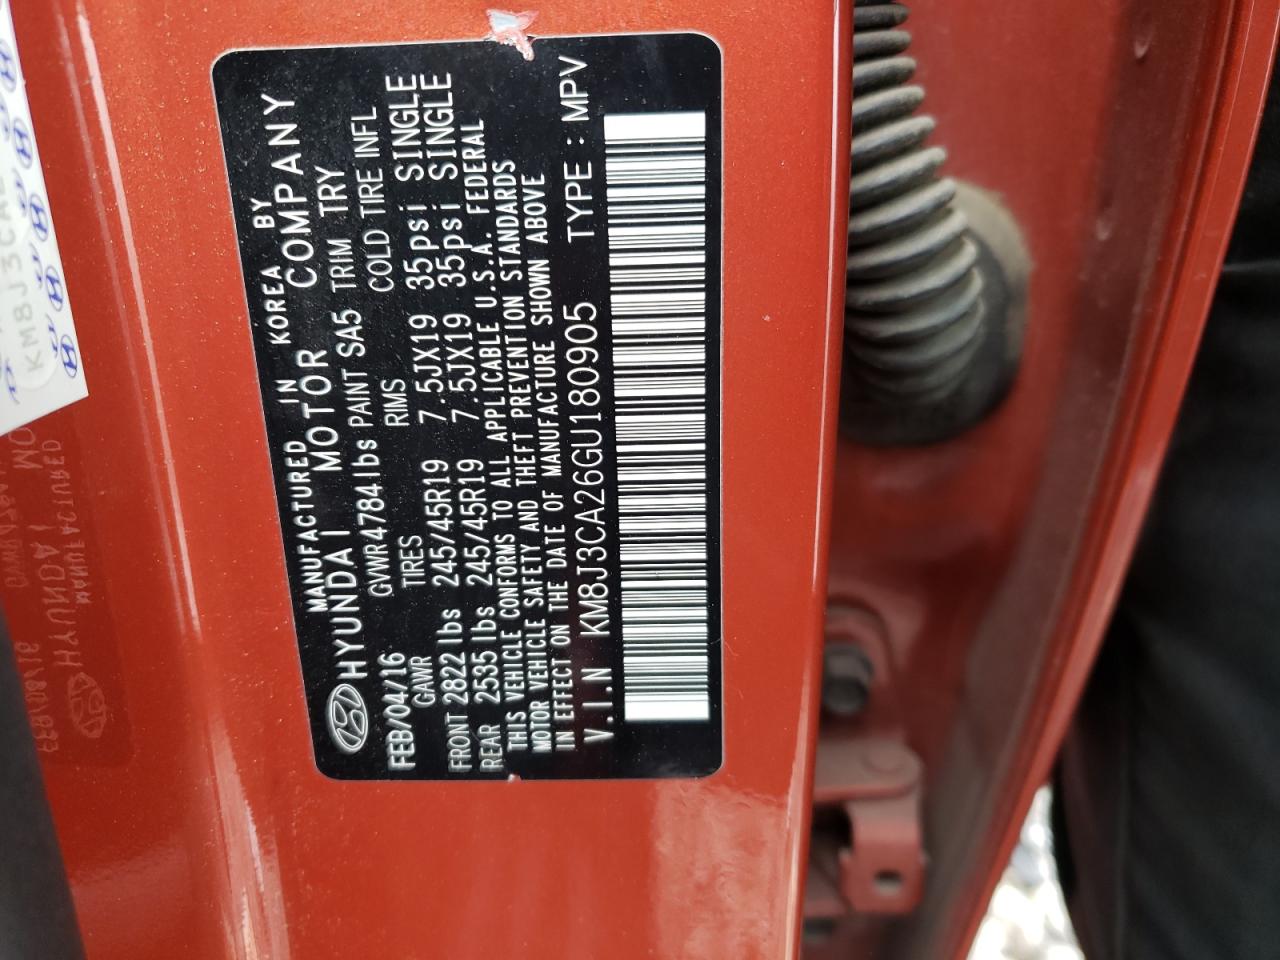 MANUFACTURED IN KOREA BY
HYUNDAI MOTOR COMPANY
GVWR4784lbs PAINT SA5 TRIM TRY
FEB/04/16
GAWR TIRES RIMS COLD TIRE INFL
FRONT 2822 lbs 245/45R19 7.5JX19 35psi SINGLE
REAR 2535 lbs 245/45R19 7.5JX19 35psi SINGLE
THIS VEHICLE CONFORMS TO ALL APPLICABLE U.S.A. FEDERAL
MOTOR VEHICLE SAFETY AND THEFT PREVENTION STANDARDS
IN EFFECT ON THE DATE OF MANUFACTURE SHOWN ABOVE
V.I.N KM8J3CA26GU180905 TYPE : MPV
KM8J3CA2